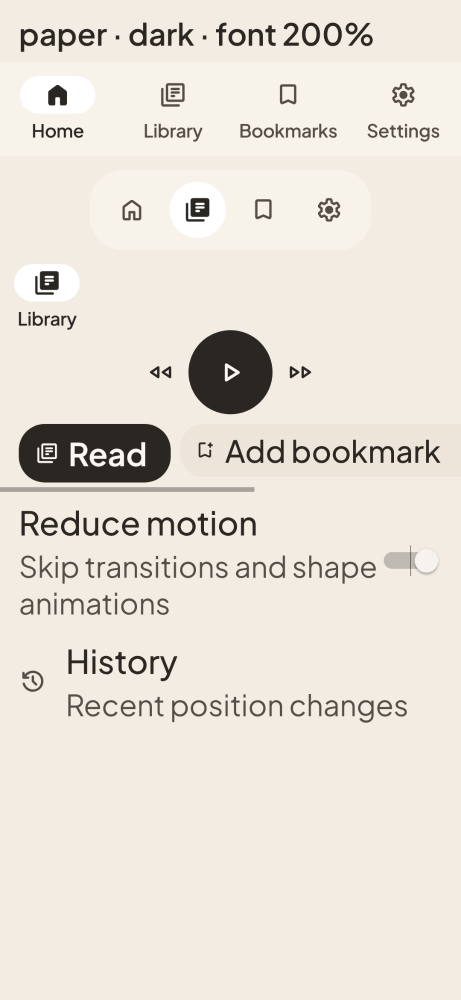 paper · dark · font 200%
Home Library Bookmarks Settings
Library
Read Add bookmark
Reduce motion
Skip transitions and shape
animations
History
Recent position changes